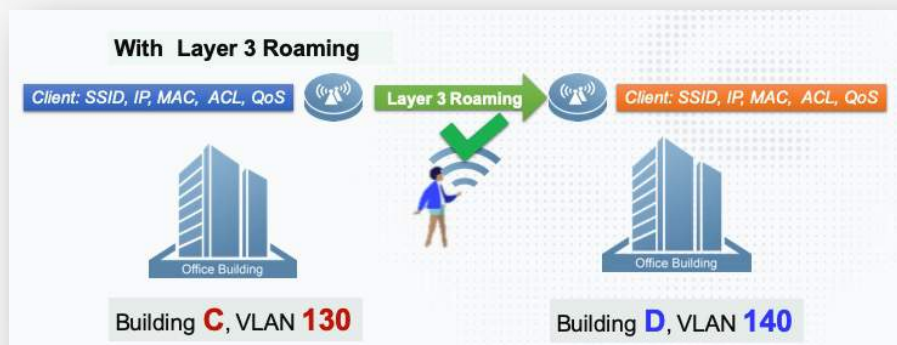 With Layer 3 Roaming
Client: SSID, IP, MAC, ACL, QoS
Layer 3 Roaming
Client: SSID, IP, MAC, ACL, QoS
Office Building
Office Building
Building C, VLAN 130
Building D, VLAN 140